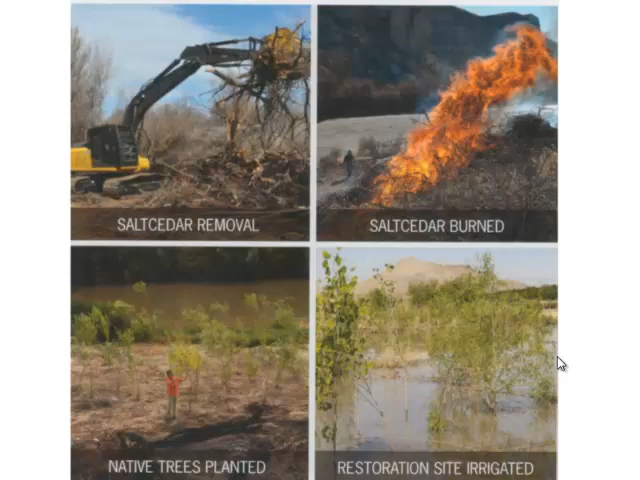 SALTCEDAR REMOVAL
SALTCEDAR BURNED
NATIVE TREES PLANTED
RESTORATION SITE IRRIGATED